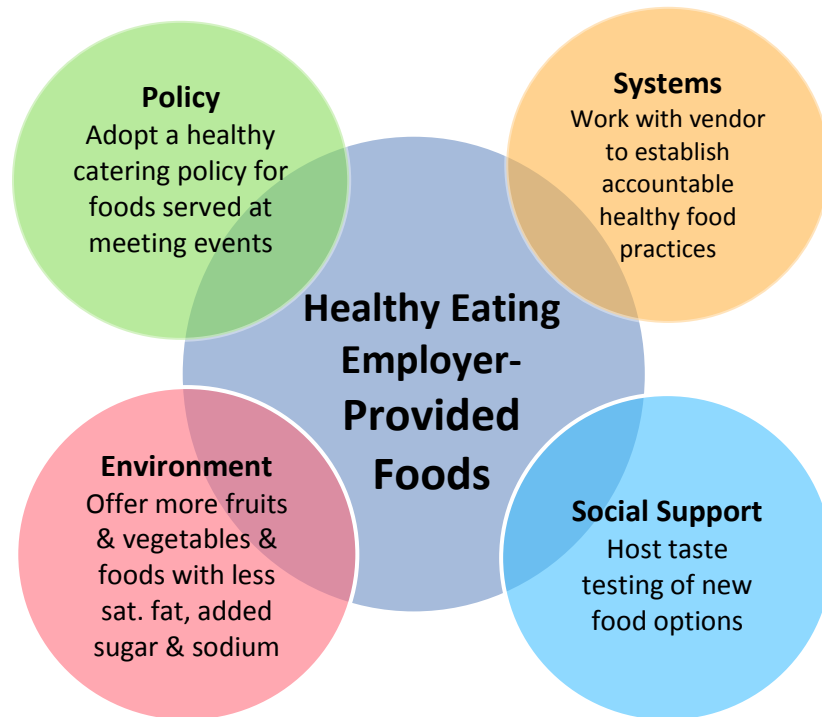 Policy
Adopt a healthy
catering policy for
foods served at
meeting events
Systems
Work with vendor
to establish
accountable
healthy food
practices
Healthy Eating
Employer-
Provided
Foods
Environment
Offer more fruits
& vegetables &
foods with less
sat. fat, added
sugar & sodium
Social Support
Host taste
testing of new
food options